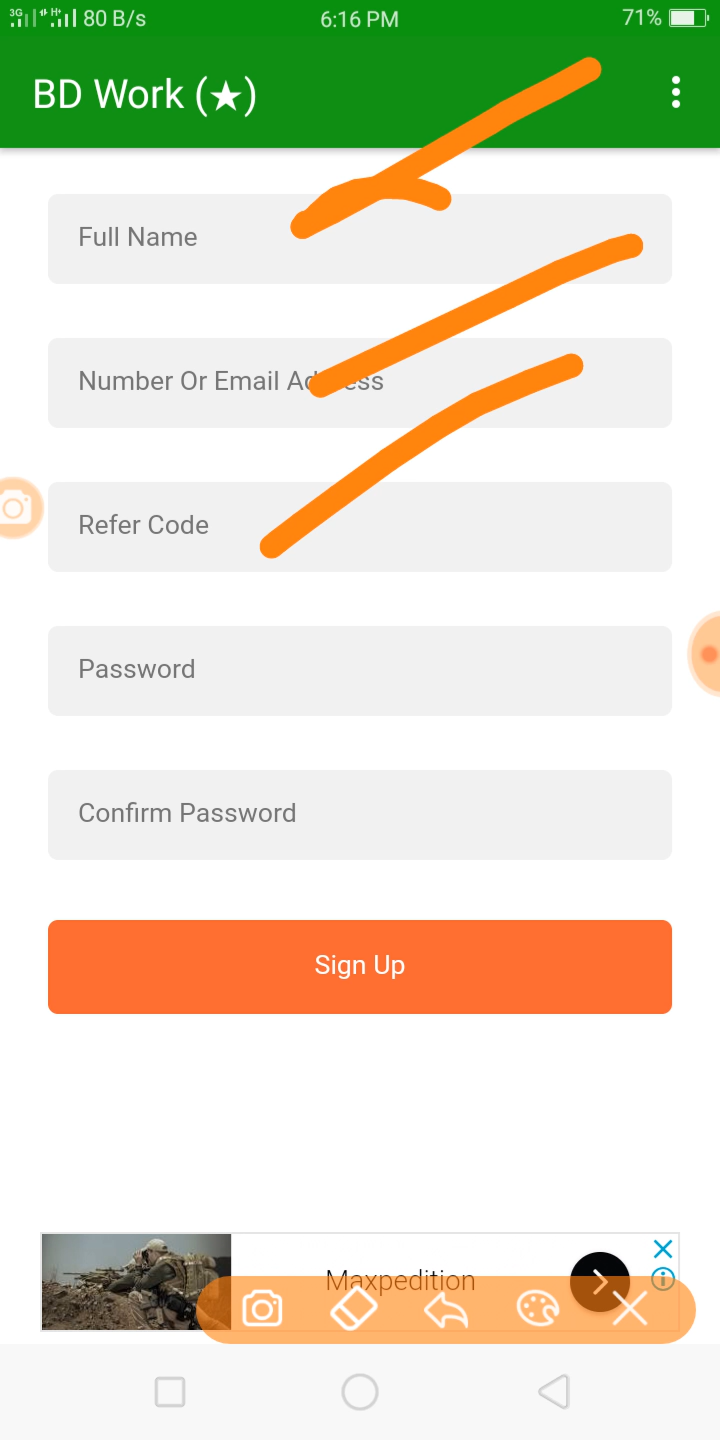 3G H+ 80 B/s 6:16 PM 71%
BD Work (★)
Full Name
Number Or Email Address
Refer Code
Password
Confirm Password
Sign Up
Maxpedition